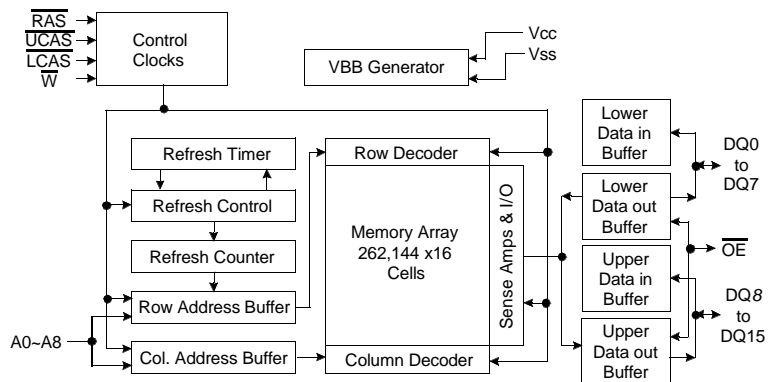 RAS
UCAS
LCAS
W
Control
Clocks
VBB Generator
Vcc
Vss
Refresh Timer
Refresh Control
Refresh Counter
Row Address Buffer
Col. Address Buffer
A0~A8
Row Decoder
Memory Array
262,144 x16
Cells
Column Decoder
Sense Amps & I/O
Lower
Data in
Buffer
Lower
Data out
Buffer
Upper
Data in
Buffer
Upper
Data out
Buffer
DQ0
to
DQ7
OE
DQ8
to
DQ15